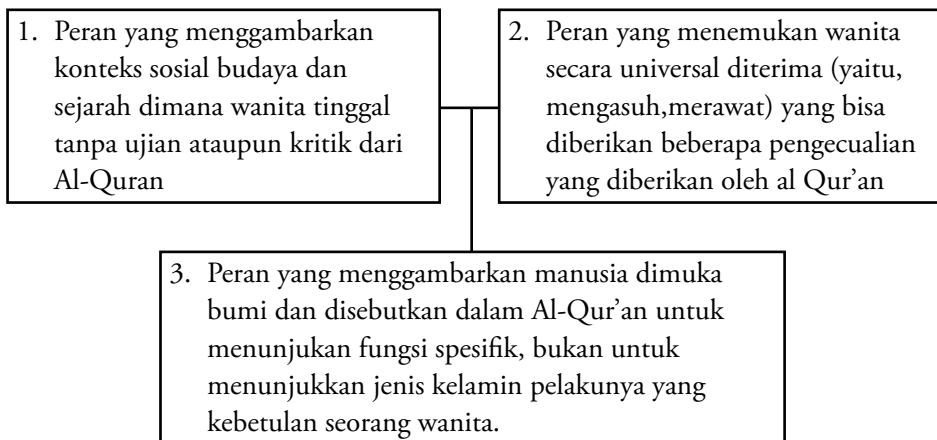 1. Peran yang menggambarkan
konteks sosial budaya dan
sejarah dimana wanita tinggal
tanpa ujian ataupun kritik dari
Al-Quran
2. Peran yang menemukan wanita
secara universal diterima (yaitu,
mengasuh,merawat) yang bisa
diberikan beberapa pengecualian
yang diberikan oleh al Qur’an
3. Peran yang menggambarkan manusia dimuka
bumi dan disebutkan dalam Al-Qur’an untuk
menunjukan fungsi spesifik, bukan untuk
menunjukkan jenis kelamin pelakunya yang
kebetulan seorang wanita.